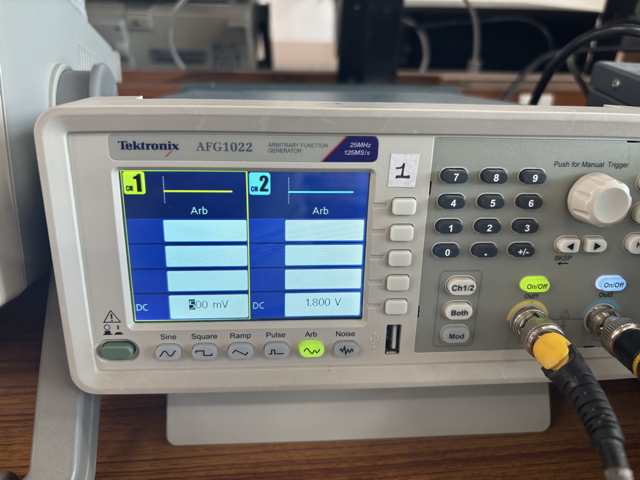 Tektronix AFG1022 ARBITRARY FUNCTION GENERATOR 25MHz 125MS/s
1
Push for Manual Trigger
CH 1
Arb
DC 500 mV
CH 2
Arb
DC 1.800 V
7 8 9
4 5 6
1 2 3
0 . +/-
BKSP
Ch1/2
Both
Mod
On/Off
Out1
On/Off
Out2
Sine Square Ramp Pulse Arb Noise